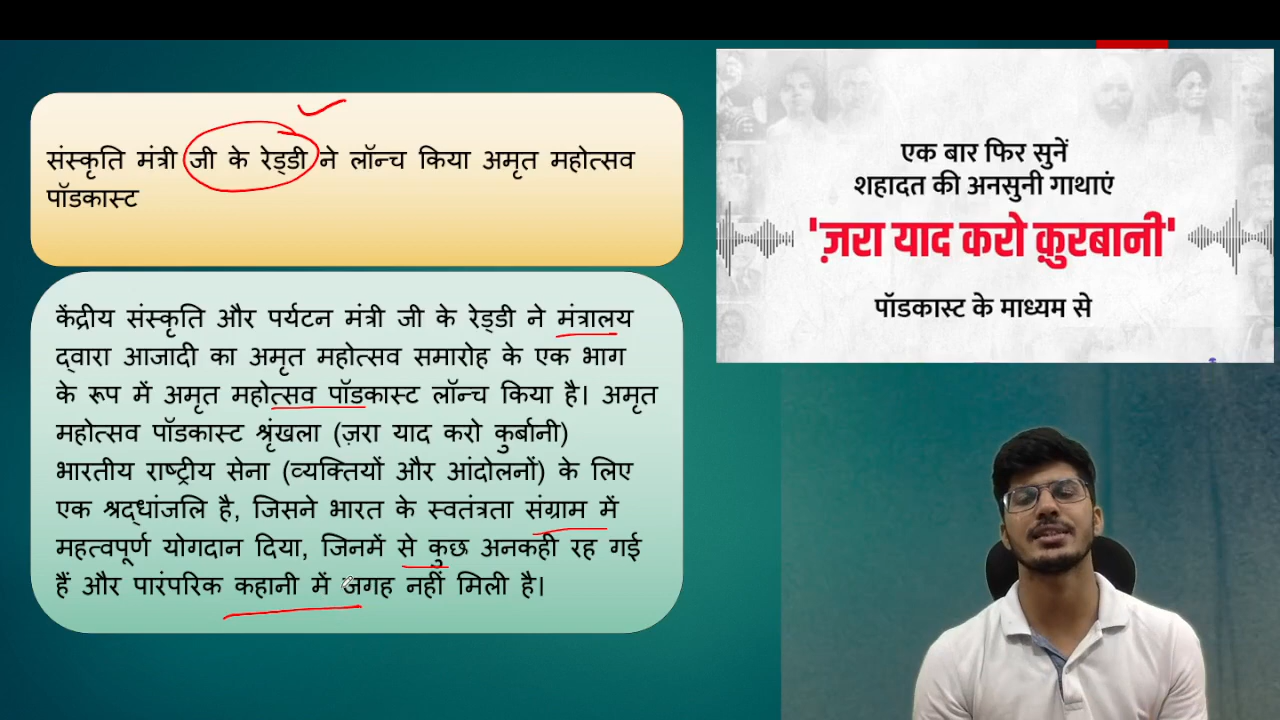 संस्कृति मंत्री जी के रेड्डी ने लॉन्च किया अमृत महोत्सव
पॉडकास्ट
केंद्रीय संस्कृति और पर्यटन मंत्री जी के रेड्डी ने मंत्रालय
द्वारा आजादी का अमृत महोत्सव समारोह के एक भाग
के रूप में अमृत महोत्सव पॉडकास्ट लॉन्च किया है। अमृत
महोत्सव पॉडकास्ट श्रृंखला (ज़रा याद करो कुर्बानी)
भारतीय राष्ट्रीय सेना (व्यक्तियों और आंदोलनों) के लिए
एक श्रद्धांजलि है, जिसने भारत के स्वतंत्रता संग्राम में
महत्वपूर्ण योगदान दिया, जिनमें से कुछ अनकही रह गई
हैं और पारंपरिक कहानी में जगह नहीं मिली है।
एक बार फिर सुनें
शहादत की अनसुनी गाथाएं
'ज़रा याद करो क़ुरबानी'
पॉडकास्ट के माध्यम से